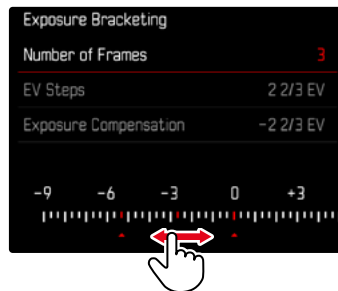 Exposure Bracketing
Number of Frames 3
EV Steps 2 2/3 EV
Exposure Compensation -2 2/3 EV
-9 -6 -3 0 +3